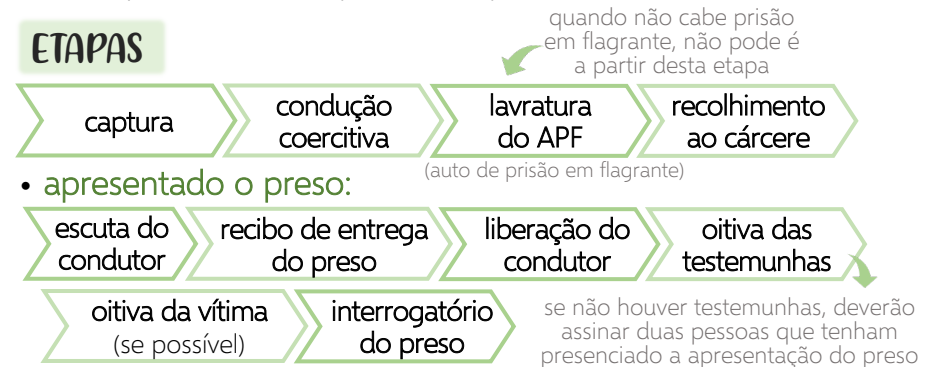 quando não cabe prisão
em flagrante, não pode é
a partir desta etapa
ETAPAS
captura
condução
coercitiva
lavratura
do APF
recolhimento
ao cárcere
(auto de prisão em flagrante)
• apresentado o preso:
escuta do
condutor
recibo de entrega
do preso
liberação do
condutor
oitiva das
testemunhas
oitiva da vítima
(se possível)
interrogatório
do preso
se não houver testemunhas, deverão
assinar duas pessoas que tenham
presenciado a apresentação do preso